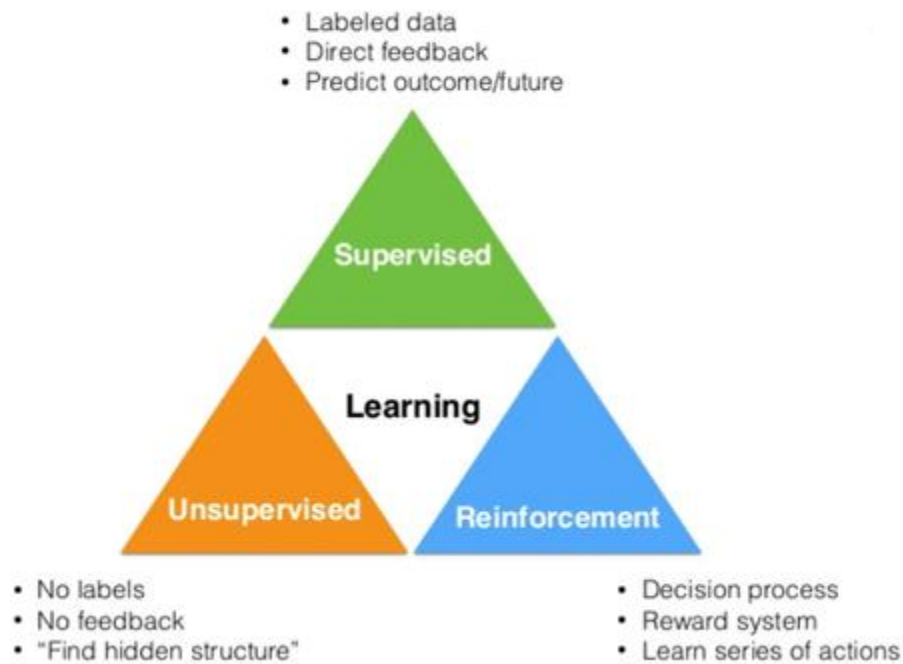 • Labeled data
• Direct feedback
• Predict outcome/future
Supervised
Learning
Unsupervised
Reinforcement
• No labels
• No feedback
• "Find hidden structure"
• Decision process
• Reward system
• Learn series of actions